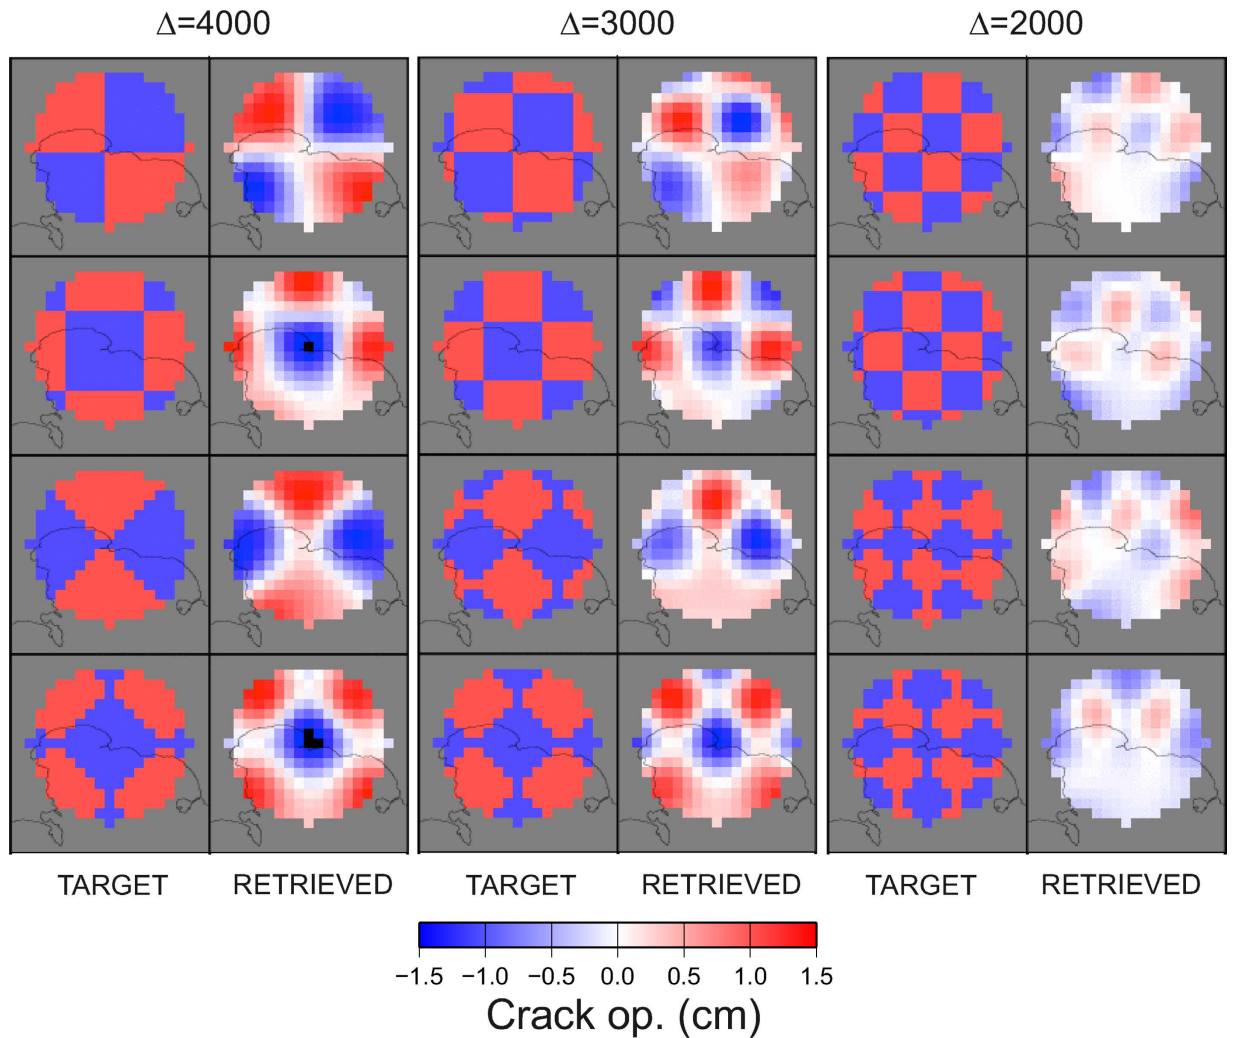 Δ=4000 Δ=3000 Δ=2000
TARGET RETRIEVED TARGET RETRIEVED TARGET RETRIEVED
−1.5 −1.0 −0.5 0.0 0.5 1.0 1.5
Crack op. (cm)